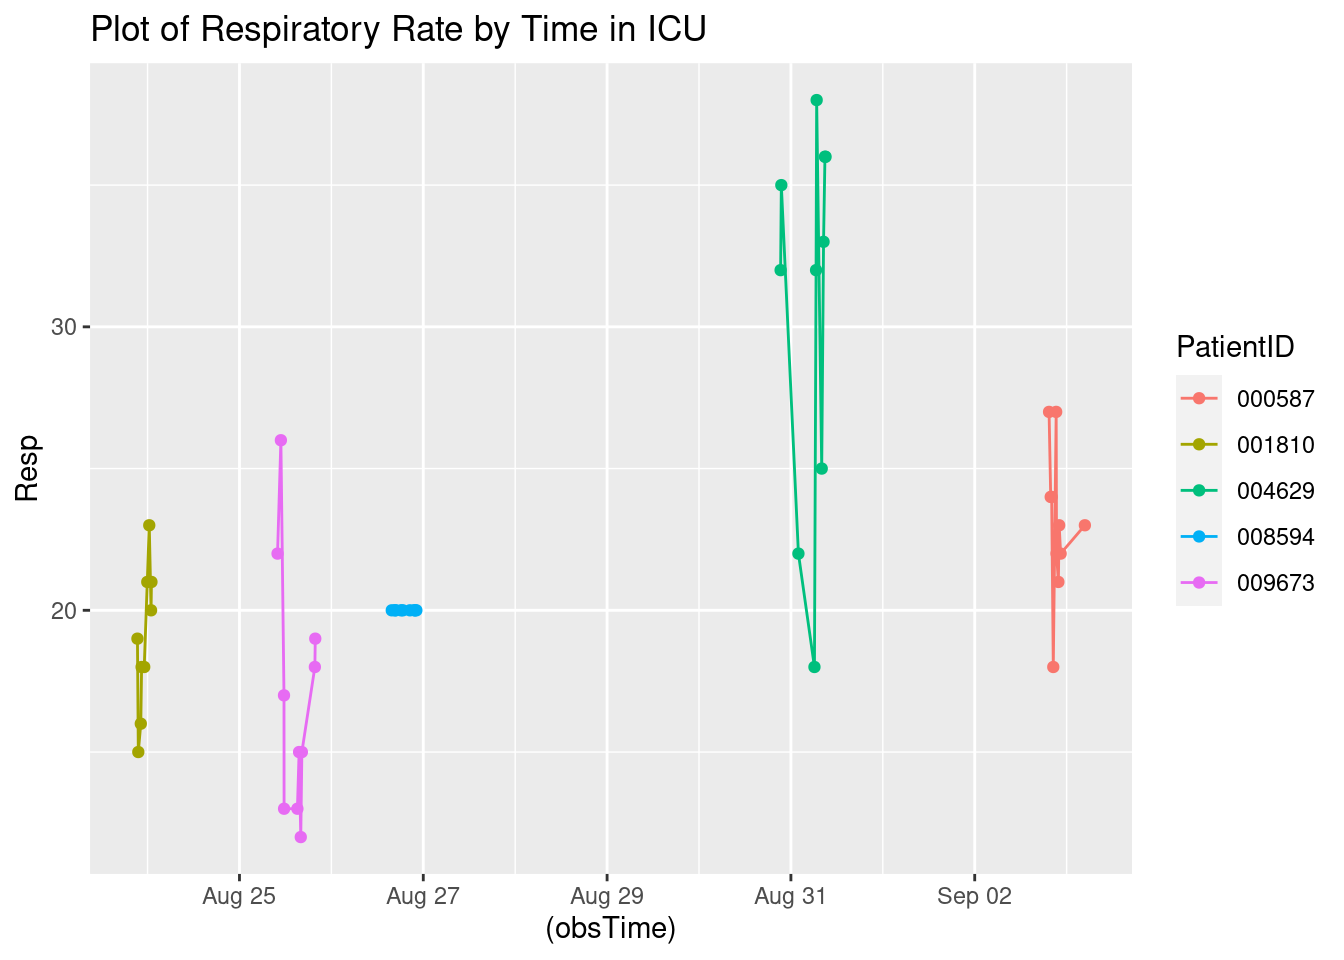 Plot of Respiratory Rate by Time in ICU
Resp
30
20
Aug 25 Aug 27 Aug 29 Aug 31 Sep 02
(obsTime)
PatientID
000587
001810
004629
008594
009673